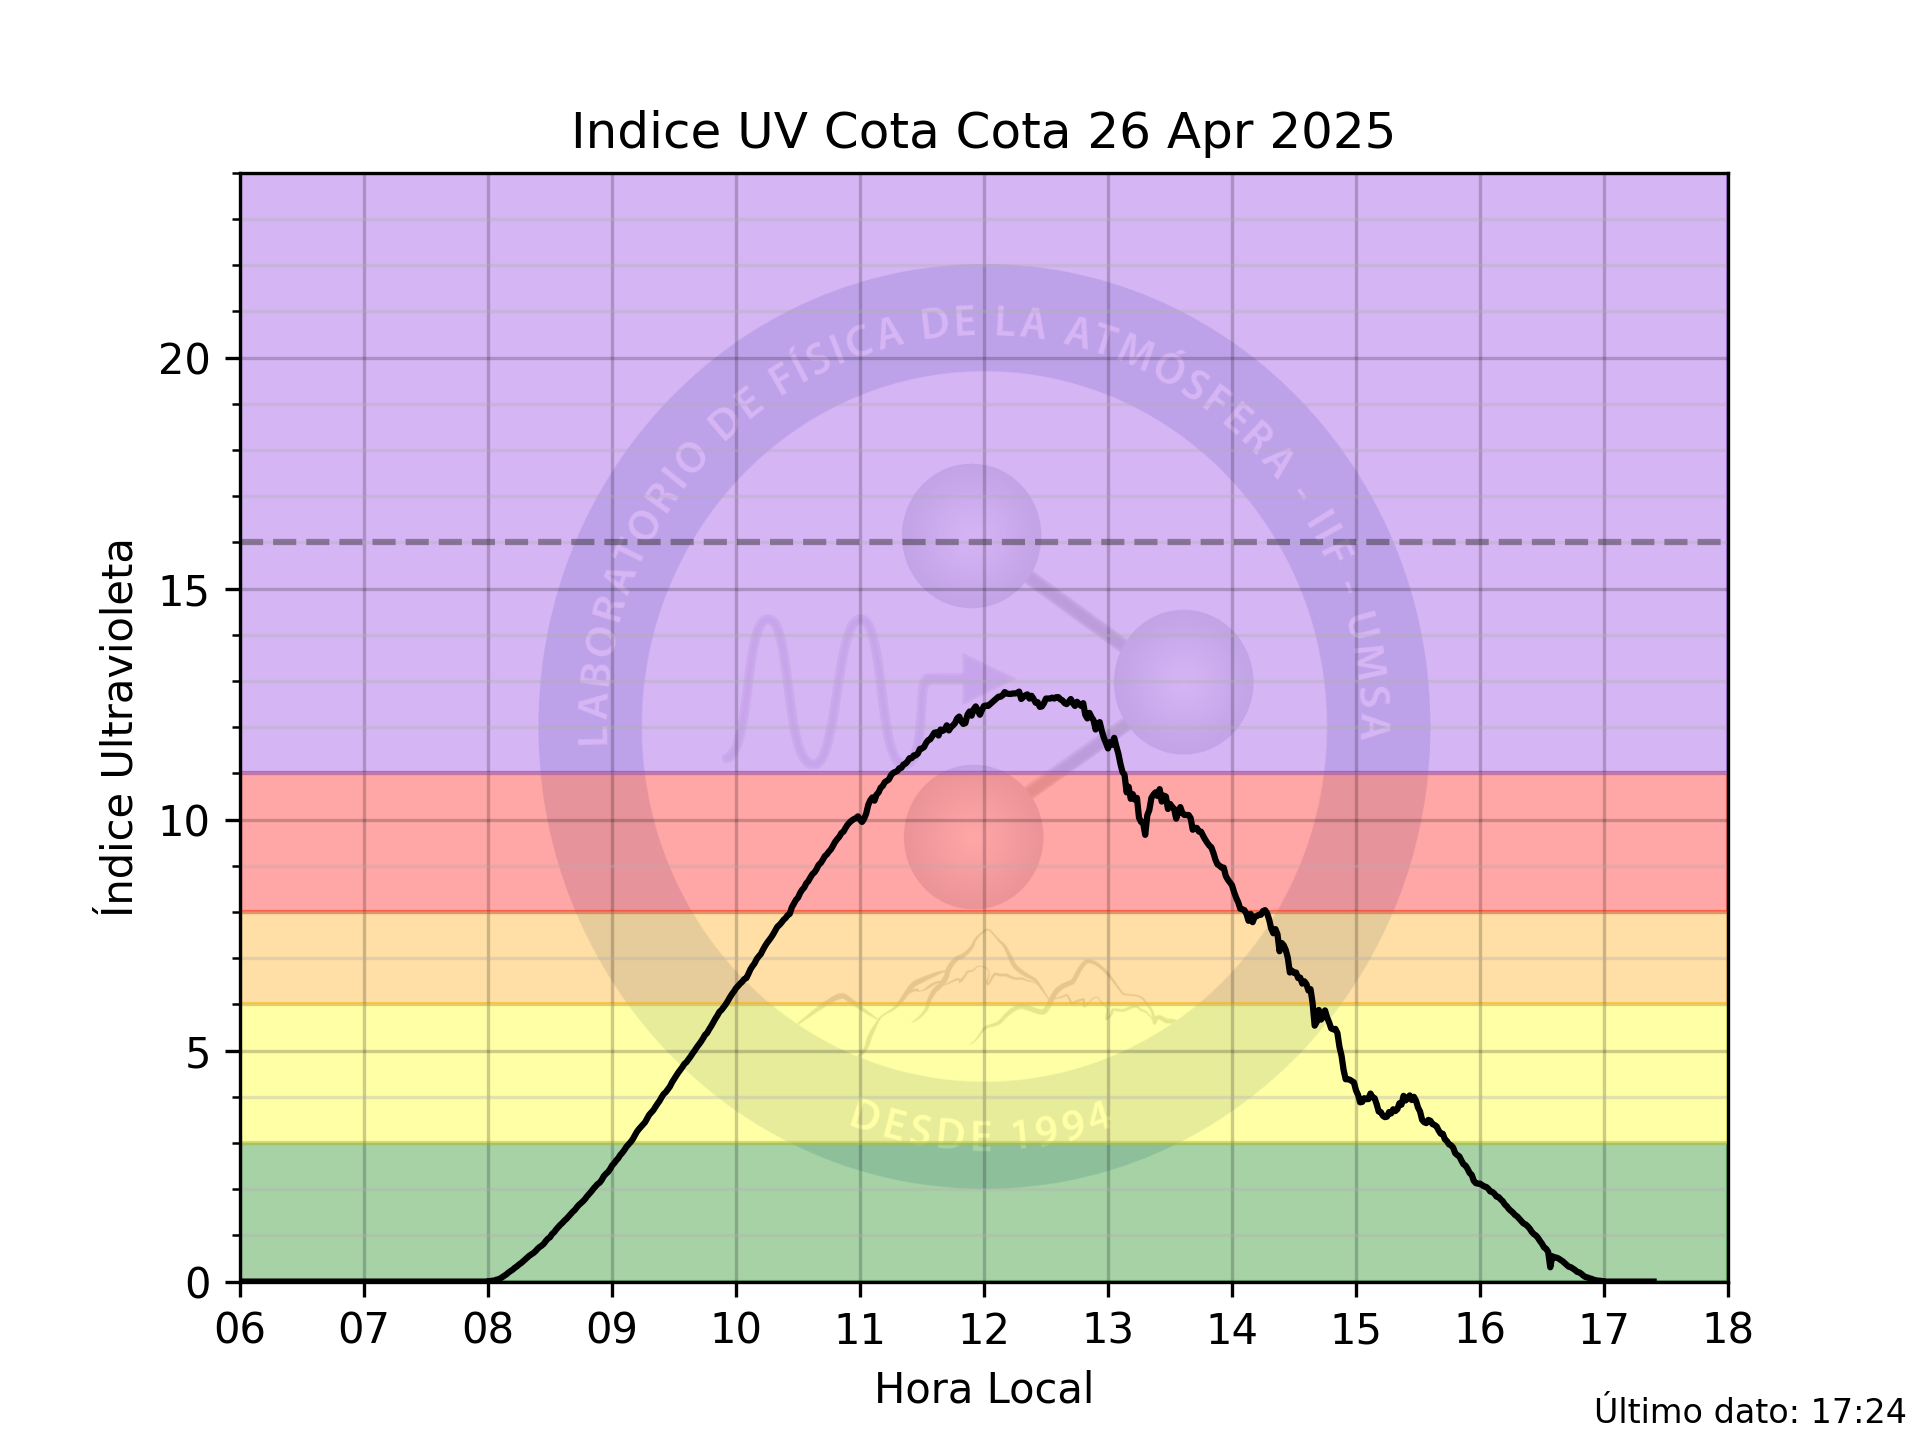 Indice UV Cota Cota 26 Apr 2025
LABORATORIO DE FÍSICA DE LA ATMÓSFERA - IIF - UMSA
DESDE 1994
Índice Ultravioleta
20
15
10
5
0
06 07 08 09 10 11 12 13 14 15 16 17 18
Hora Local
Último dato: 17:24